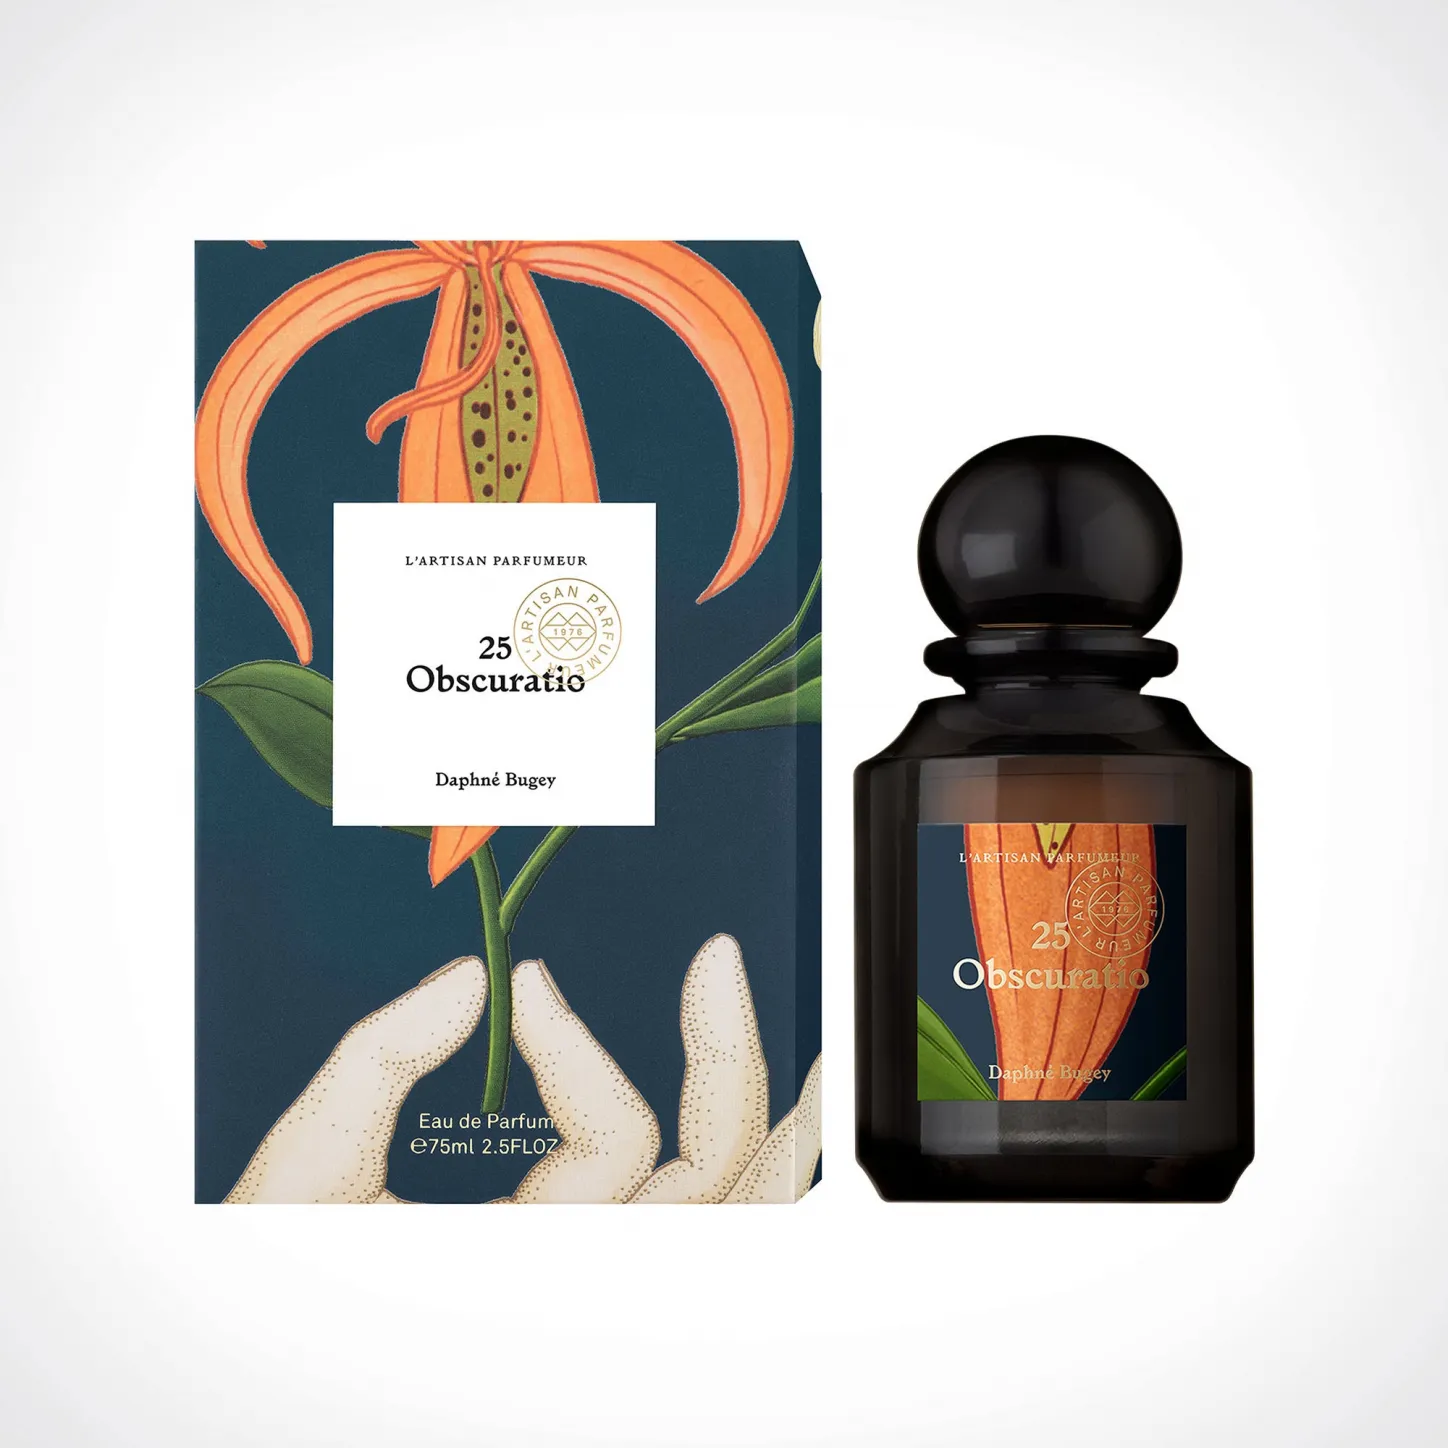 L'ARTISAN PARFUMEUR
L'ARTISAN PARFUMEUR
1976
25
Obscuratio
Daphné Bugey
Eau de Parfum
℮75ml 2.5FLOZ
L'ARTISAN PARFUMEUR
L'ARTISAN PARFUMEUR
1976
25
Obscuratio
Daphné Bugey